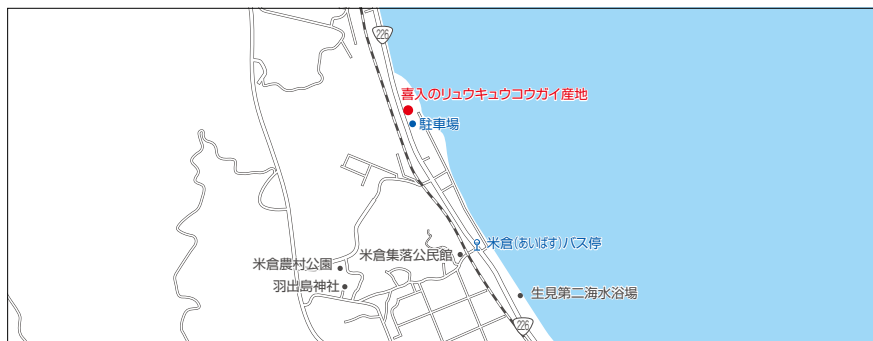 226
喜入のリュウキュウコウガイ産地
駐車場
米倉(あいばす)バス停
米倉集落公民館
米倉農村公園
羽出島神社
生見第二海水浴場
226